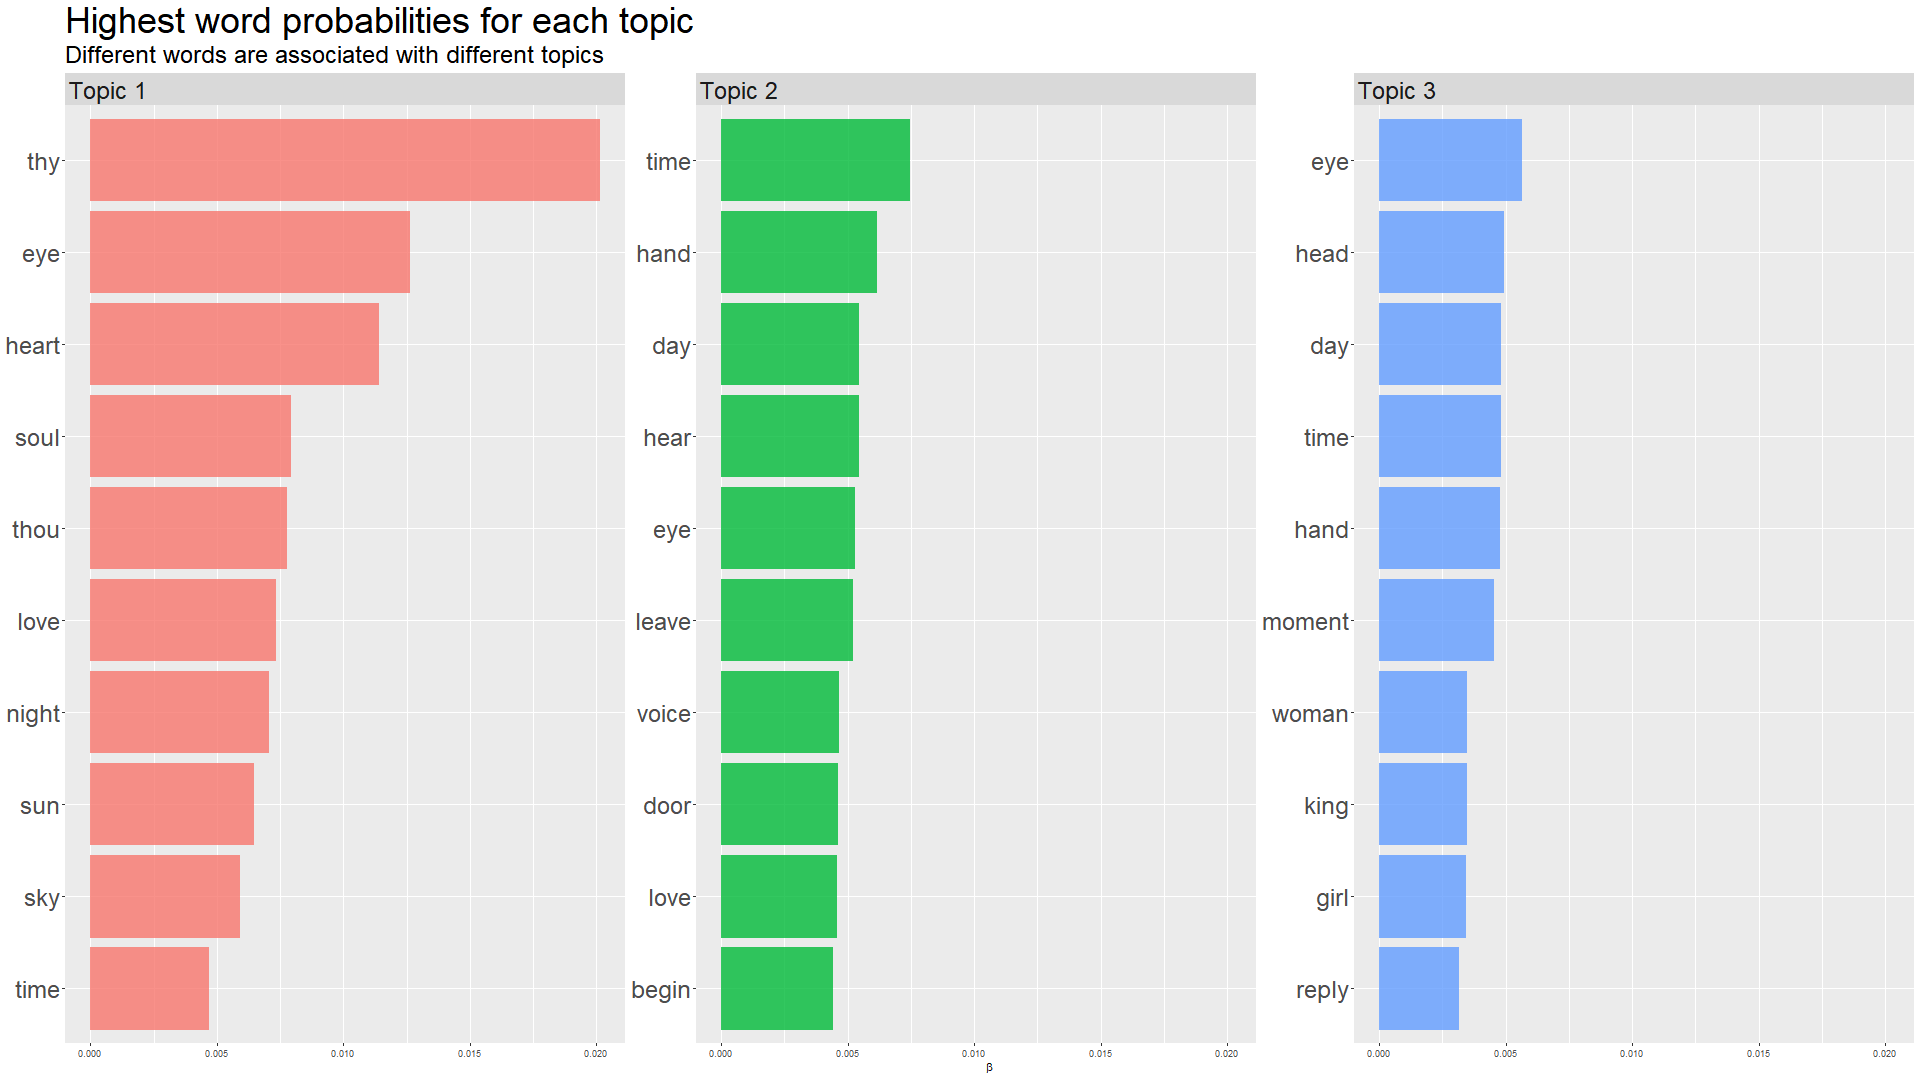 Highest word probabilities for each topic
Different words are associated with different topics
Topic 1
thy
eye
heart
soul
thou
love
night
sun
sky
time
0.000 0.005 0.010 0.015 0.020
Topic 2
time
hand
day
hear
eye
leave
voice
door
love
begin
0.000 0.005 0.010 0.015 0.020
Topic 3
eye
head
day
time
hand
moment
woman
king
girl
reply
0.000 0.005 0.010 0.015 0.020
β